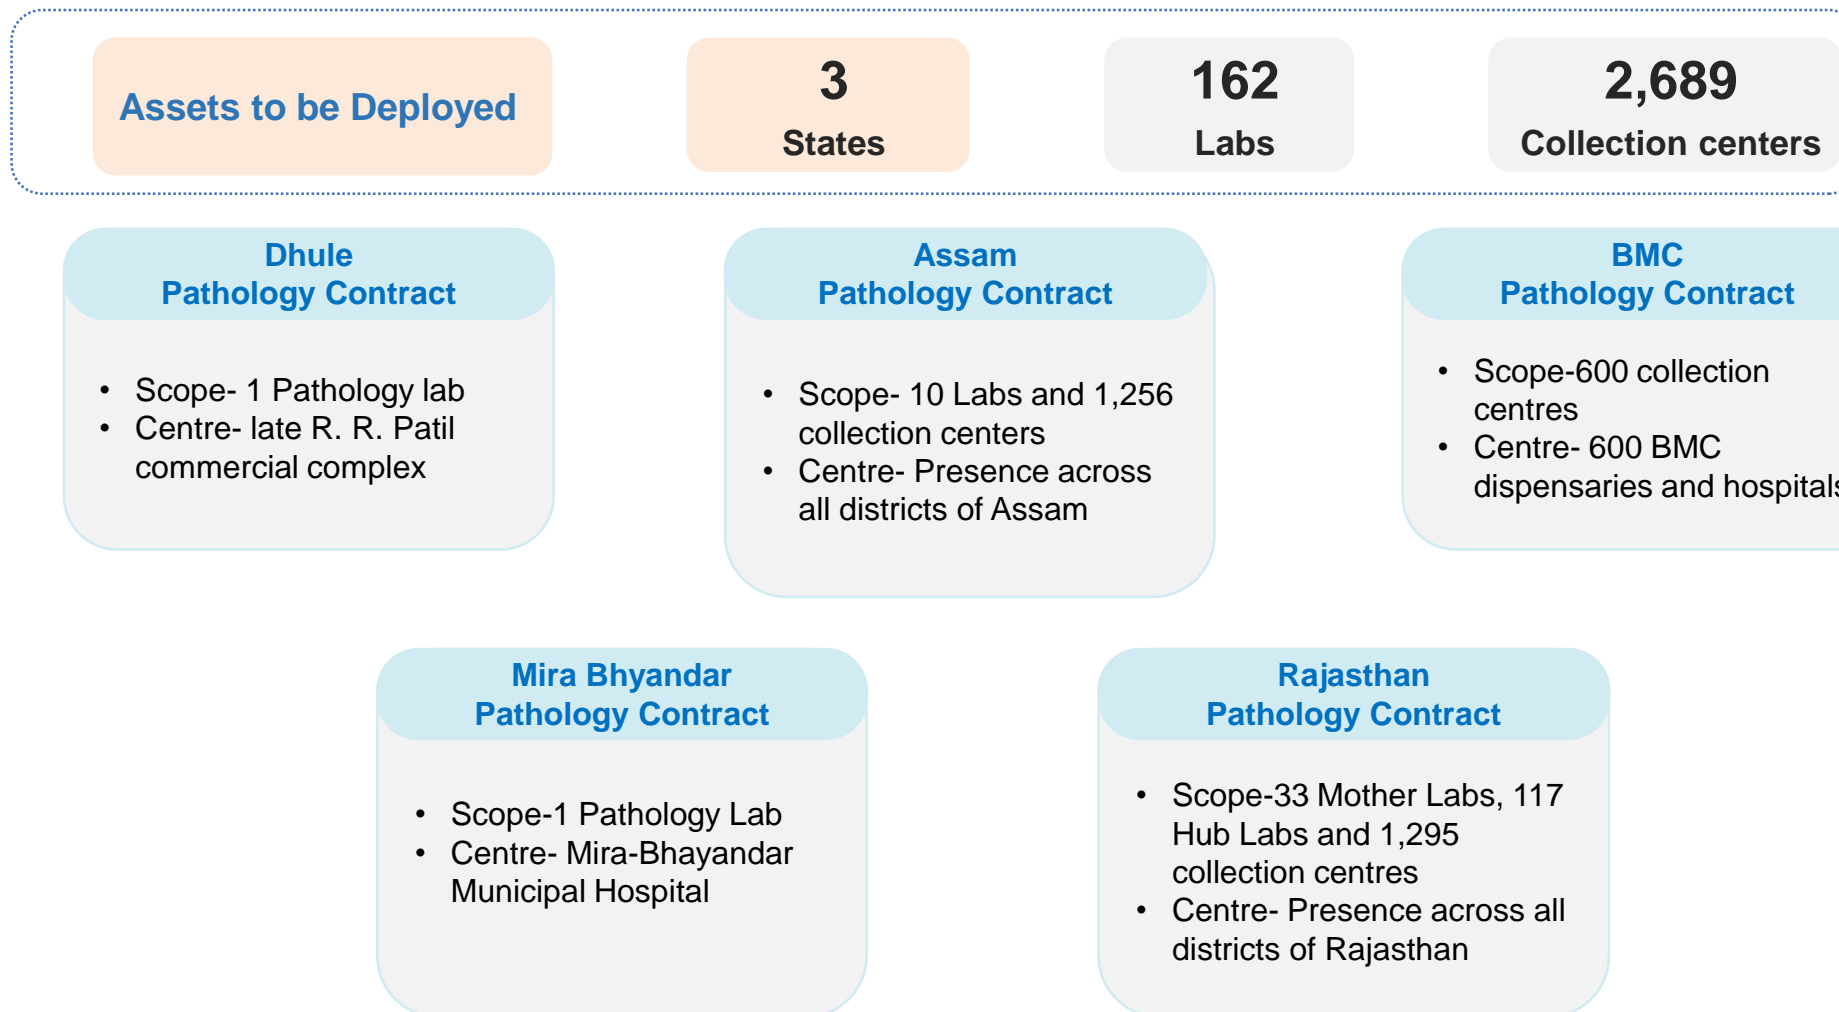 Assets to be Deployed
3
States
162
Labs
2,689
Collection centers
Dhule
Pathology Contract
• Scope- 1 Pathology lab
• Centre- late R. R. Patil
commercial complex
Assam
Pathology Contract
• Scope- 10 Labs and 1,256
collection centers
• Centre- Presence across
all districts of Assam
BMC
Pathology Contract
• Scope-600 collection
centres
• Centre- 600 BMC
dispensaries and hospitals
Mira Bhyandar
Pathology Contract
• Scope-1 Pathology Lab
• Centre- Mira-Bhayandar
Municipal Hospital
Rajasthan
Pathology Contract
• Scope-33 Mother Labs, 117
Hub Labs and 1,295
collection centres
• Centre- Presence across all
districts of Rajasthan